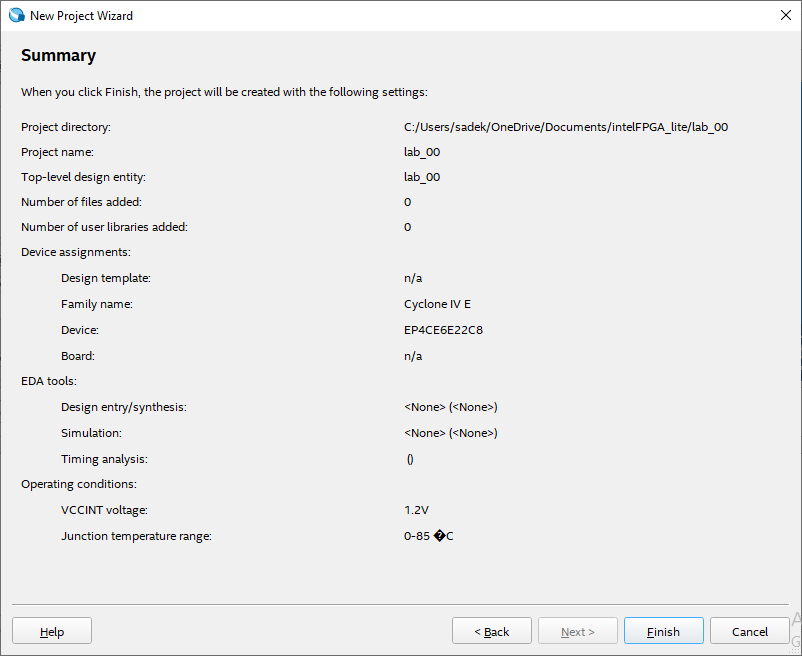 New Project Wizard
Summary
When you click Finish, the project will be created with the following settings:
Project directory: C:/Users/sadek/OneDrive/Documents/intelFPGA_lite/lab_00
Project name: lab_00
Top-level design entity: lab_00
Number of files added: 0
Number of user libraries added: 0
Device assignments:
Design template: n/a
Family name: Cyclone IV E
Device: EP4CE6E22C8
Board: n/a
EDA tools:
Design entry/synthesis: <None> (<None>)
Simulation: <None> (<None>)
Timing analysis: ()
Operating conditions:
VCCINT voltage: 1.2V
Junction temperature range: 0-85 �C
Help < Back Next > Finish Cancel